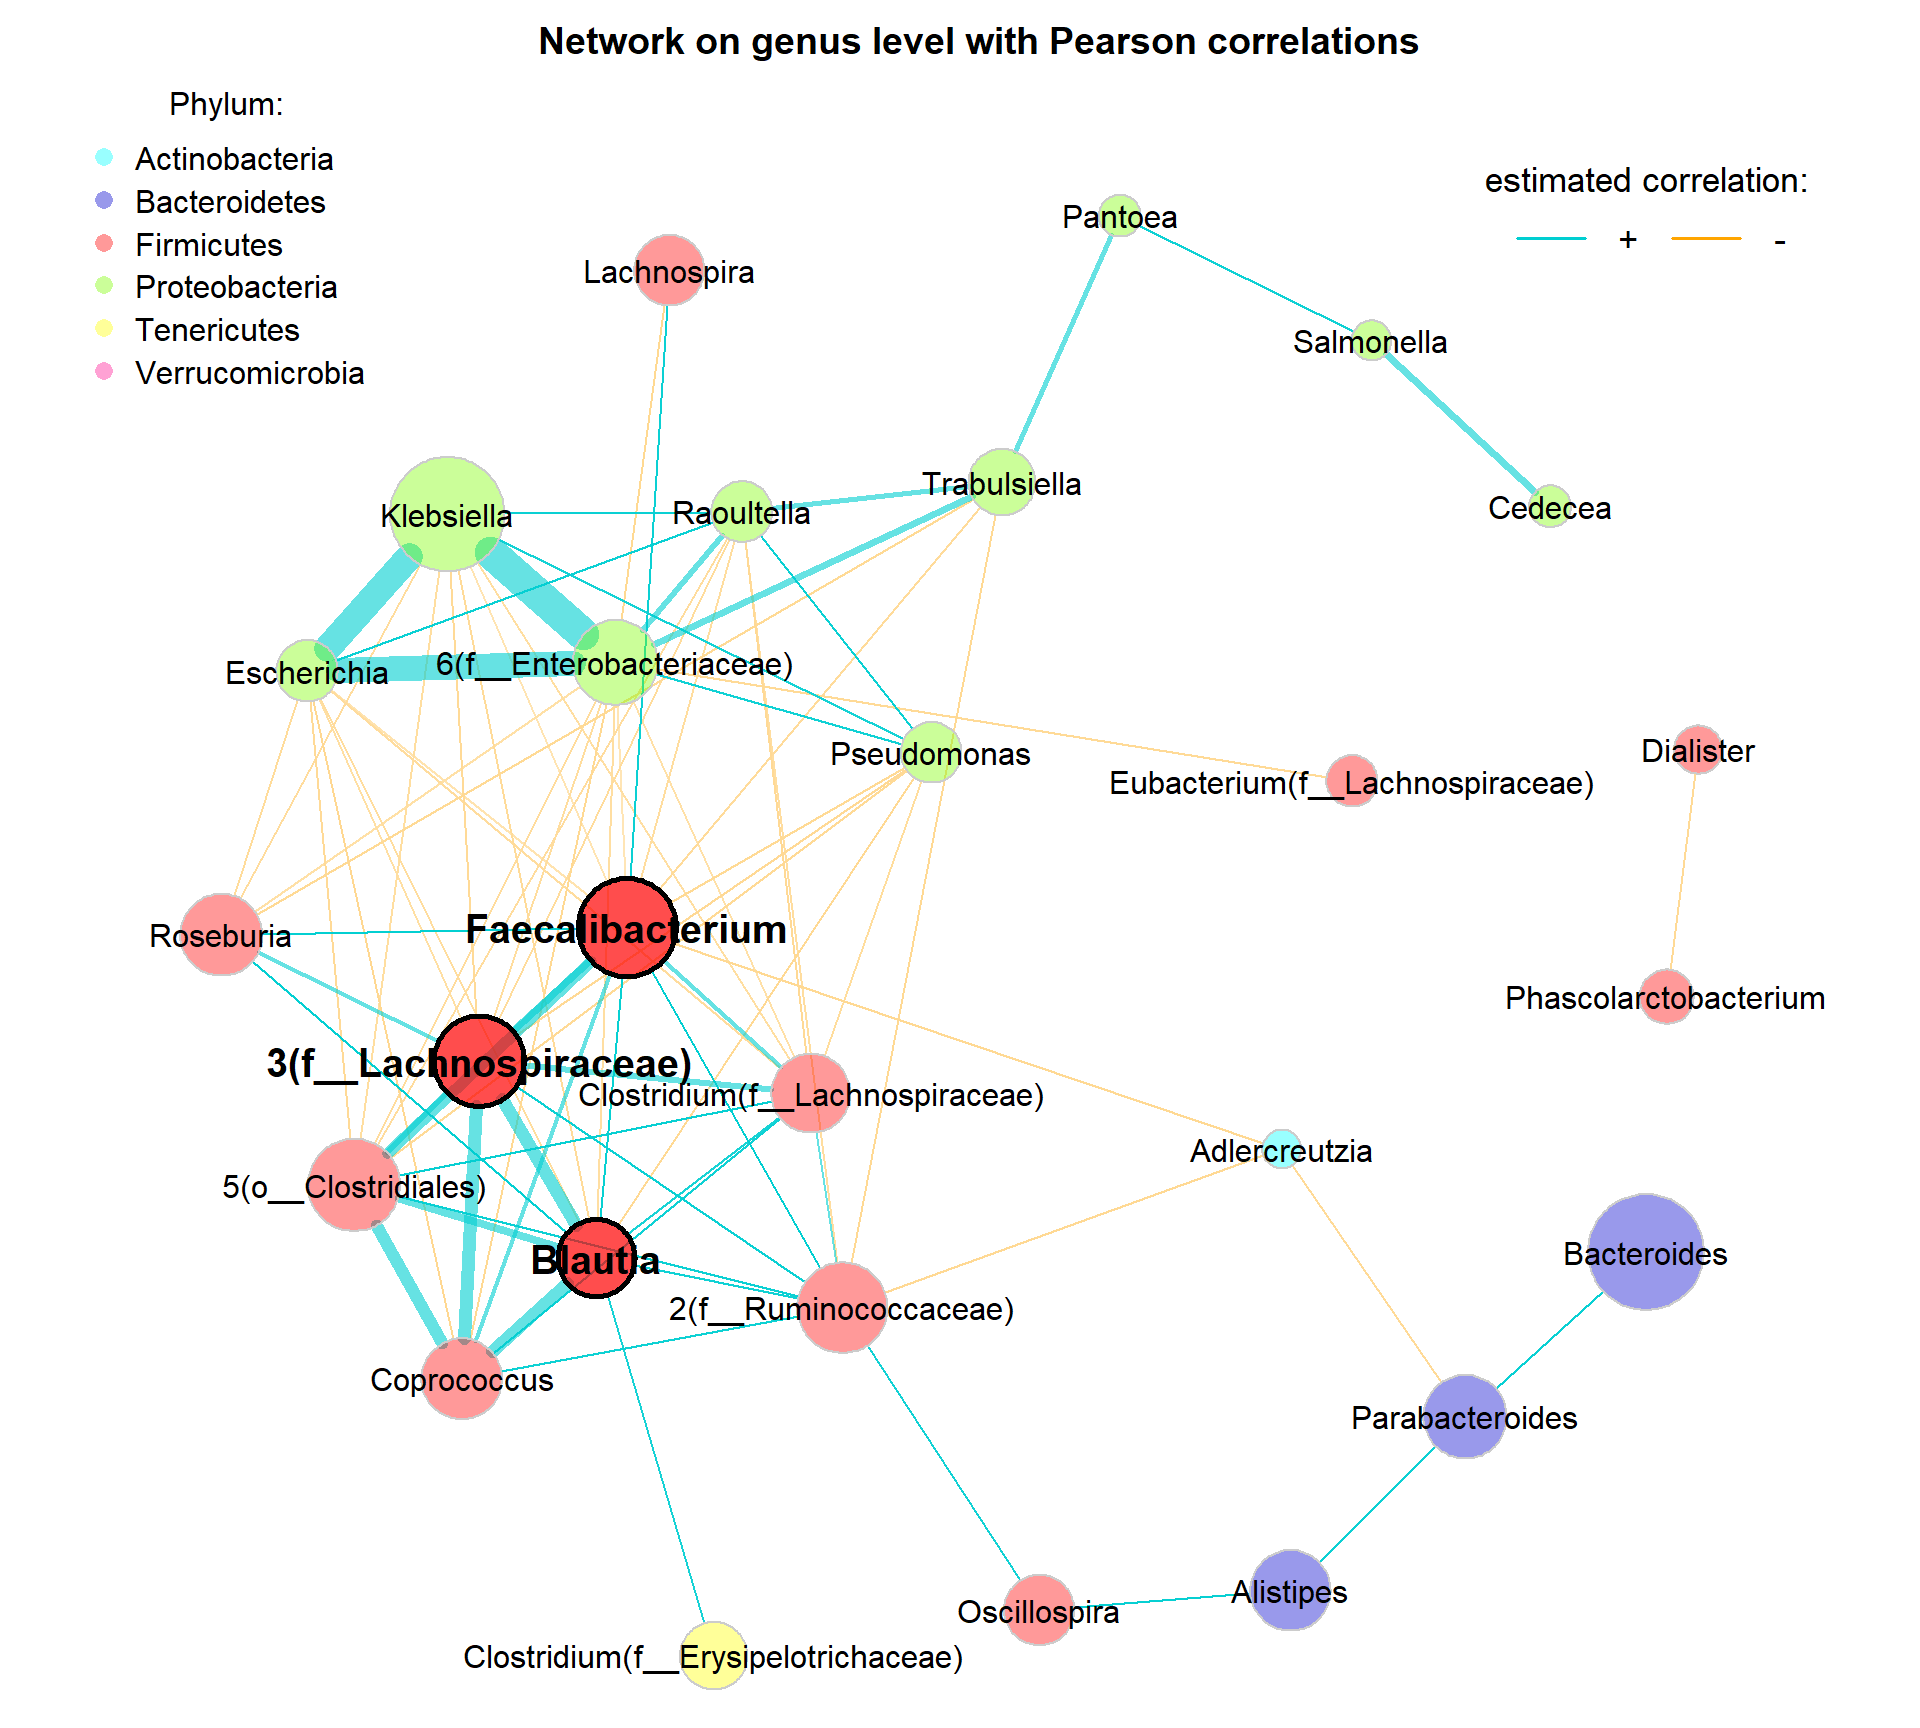 Network on genus level with Pearson correlations
Phylum:
Actinobacteria
Bacteroidetes
Firmicutes
Proteobacteria
Tenericutes
Verrucomicrobia
estimated correlation:
+ -
Pantoea
Lachnospira
Salmonella
Trabulsiella
Klebsiella
Raoultella
Cedecea
Escherichia
6(f__Enterobacteriaceae)
Pseudomonas
Eubacterium(f__Lachnospiraceae)
Dialister
Roseburia
Faecalibacterium
Phascolarctobacterium
3(f__Lachnospiraceae)
Clostridium(f__Lachnospiraceae)
Adlercreutzia
5(o__Clostridiales)
Blautia
Bacteroides
2(f__Ruminococcaceae)
Coprococcus
Parabacteroides
Alistipes
Oscillospira
Clostridium(f__Erysipelotrichaceae)